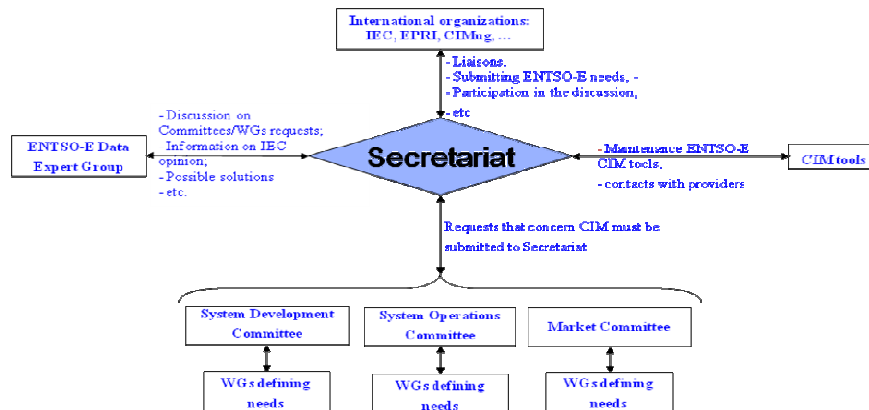 International organizations:
IEC, EPRI, CIMug, ...
- Liaisons,
- Submitting ENTSO-E needs, -
- Participation in the discussion,
- etc
- Discussion on
Committees/WGs requests;
- Information on IEC
opinion;
- Possible solutions
- etc.
ENTSO-E Data
Expert Group
Secretariat
- Maintenance ENTSO-E
CIM tools,
- contacts with providers
CIM tools
Requests that concern CIM must be
submitted to Secretariat
System Development
Committee
System Operations
Committee
Market Committee
WGs defining
needs
WGs defining
needs
WGs defining
needs